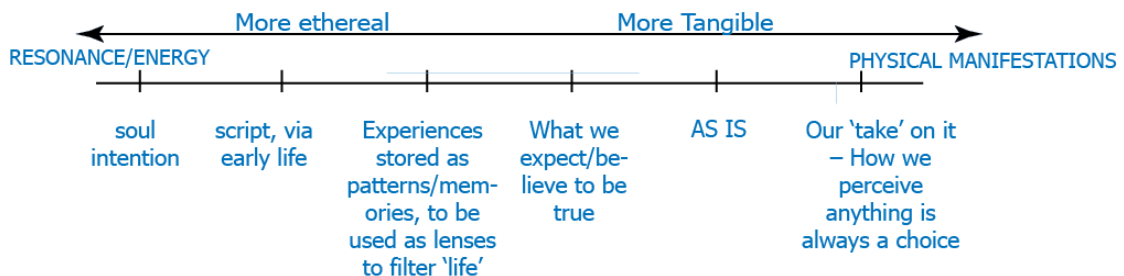 More ethereal
More Tangible
RESONANCE/ENERGY
PHYSICAL MANIFESTATIONS
soul
intention
script, via
early life
Experiences
stored as
patterns/mem-
ories, to be
used as lenses
to filter ‘life’
What we
expect/be-
lieve to be
true
AS IS
Our ‘take’ on it
– How we
perceive
anything is
always a choice